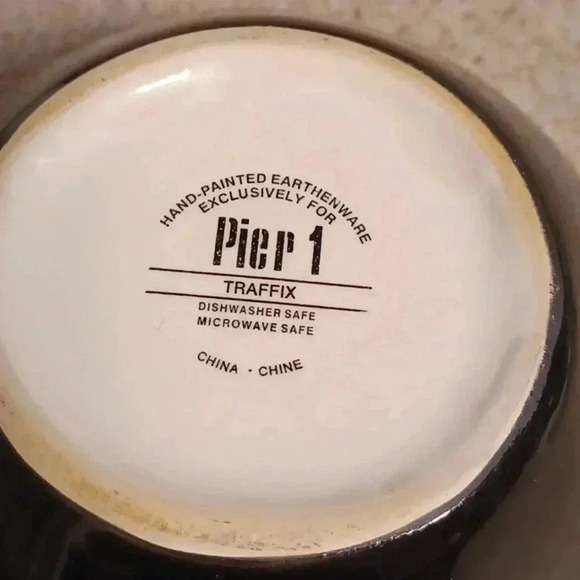 HAND-PAINTED EARTHENWARE
EXCLUSIVELY FOR
Pier 1
TRAFFIX
DISHWASHER SAFE
MICROWAVE SAFE
CHINA · CHINE